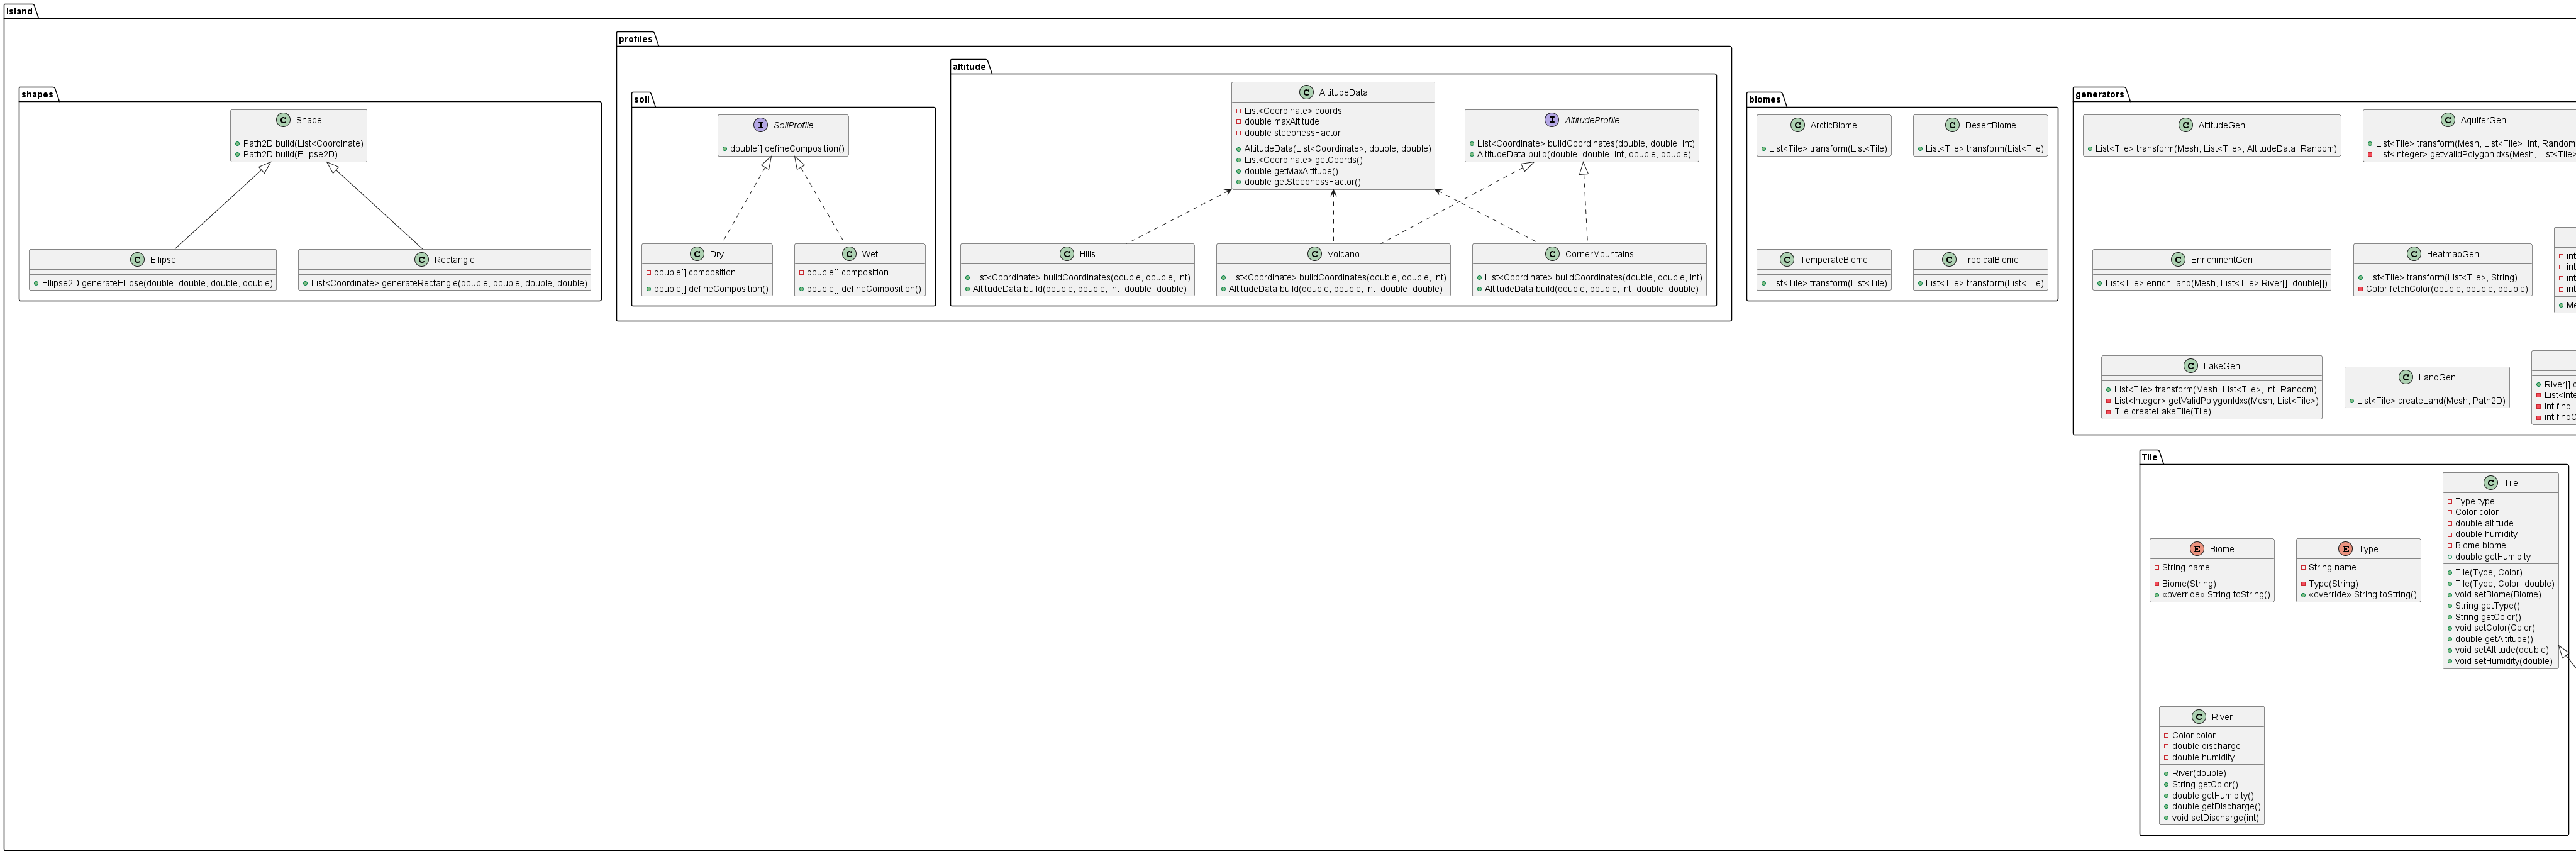 island
shapes
C Shape
Path2D build(List<Coordinate)
Path2D build(Ellipse2D)
C Ellipse
Ellipse2D generateEllipse(double, double, double, double)
C Rectangle
List<Coordinate> generateRectangle(double, double, double, double)
profiles
soil
I SoilProfile
double[] defineComposition()
C Dry
double[] composition
double[] defineComposition()
C Wet
double[] composition
double[] defineComposition()
altitude
C AltitudeData
List<Coordinate> coords
double maxAltitude
double steepnessFactor
AltitudeData(List<Coordinate>, double, double)
List<Coordinate> getCoords()
double getMaxAltitude()
double getSteepnessFactor()
I AltitudeProfile
List<Coordinate> buildCoordinates(double, double, int)
AltitudeData build(double, double, int, double, double)
C Hills
List<Coordinate> buildCoordinates(double, double, int)
AltitudeData build(double, double, int, double, double)
C Volcano
List<Coordinate> buildCoordinates(double, double, int)
AltitudeData build(double, double, int, double, double)
C CornerMountains
List<Coordinate> buildCoordinates(double, double, int)
AltitudeData build(double, double, int, double, double)
biomes
C ArcticBiome
List<Tile> transform(List<Tile)
C DesertBiome
List<Tile> transform(List<Tile)
C TemperateBiome
List<Tile> transform(List<Tile)
C TropicalBiome
List<Tile> transform(List<Tile)
generators
C AltitudeGen
List<Tile> transform(Mesh, List<Tile>, AltitudeData, Random)
C AquiferGen
List<Tile> transform(Mesh, List<Tile>, int, Random
List<Integer> getValidPolygonIdxs(Mesh, List<Tile>
C EnrichmentGen
List<Tile> enrichLand(Mesh, List<Tile> River[], double[])
C HeatmapGen
List<Tile> transform(List<Tile>, String)
Color fetchColor(double, double, double)
int
int
int
int
Me
C LakeGen
List<Tile> transform(Mesh, List<Tile>, int, Random)
List<Integer> getValidPolygonIdxs(Mesh, List<Tile>)
Tile createLakeTile(Tile)
C LandGen
List<Tile> createLand(Mesh, Path2D)
River[] c
List<Inte
int findL
int findC
Tile
C Tile
Type type
Color color
double altitude
double humidity
Biome biome
double getHumidity
Tile(Type, Color)
Tile(Type, Color, double)
void setBiome(Biome)
String getType()
String getColor()
void setColor(Color)
double getAltitude()
void setAltitude(double)
void setHumidity(double)
E Biome
String name
Biome(String)
«override» String toString()
E Type
String name
Type(String)
«override» String toString()
C River
Color color
double discharge
double humidity
River(double)
String getColor()
double getHumidity()
double getDischarge()
void setDischarge(int)